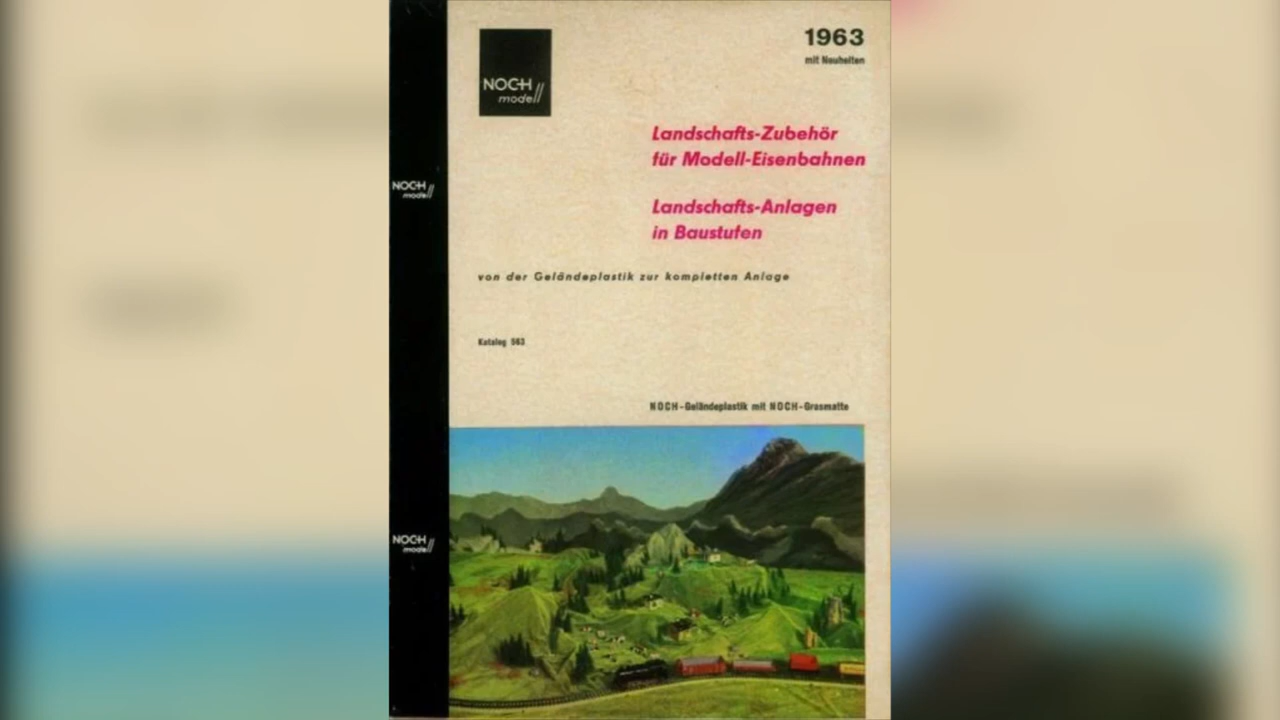 1963
mit Neuheiten
NOCH
modell
Landschafts-Zubehör
für Modell-Eisenbahnen
Landschafts-Anlagen
in Baustufen
von der Geländeplastik zur kompletten Anlage
Katalog 563
NOCH-Geländeplastik mit NOCH-Grasmatte
NOCH
modell
NOCH
modell